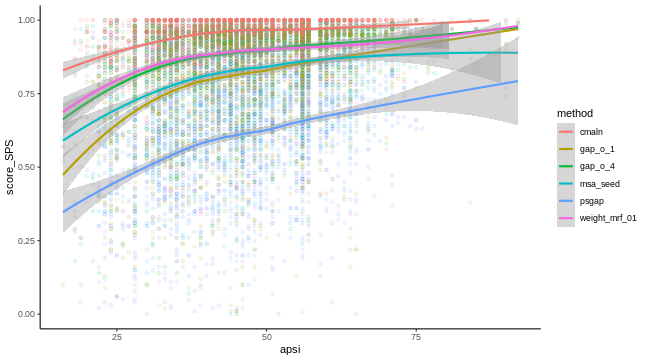 1.00
0.75
0.50
0.25
0.00
score_SPS
25
50
75
apsi
method
cmaln
gap_o_1
gap_o_4
msa_seed
psgap
weight_mrf_01